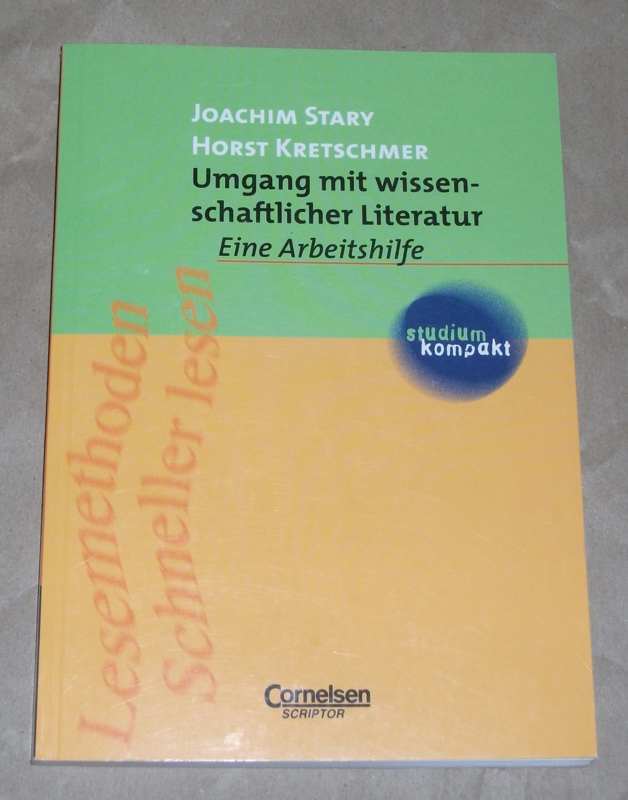 JOACHIM STARY
HORST KRETSCHMER
Umgang mit wissen-
schaftlicher Literatur
Eine Arbeitshilfe
studium
kompakt
Lesemethoden
Schneller lesen
Cornelsen
SCRIPTOR